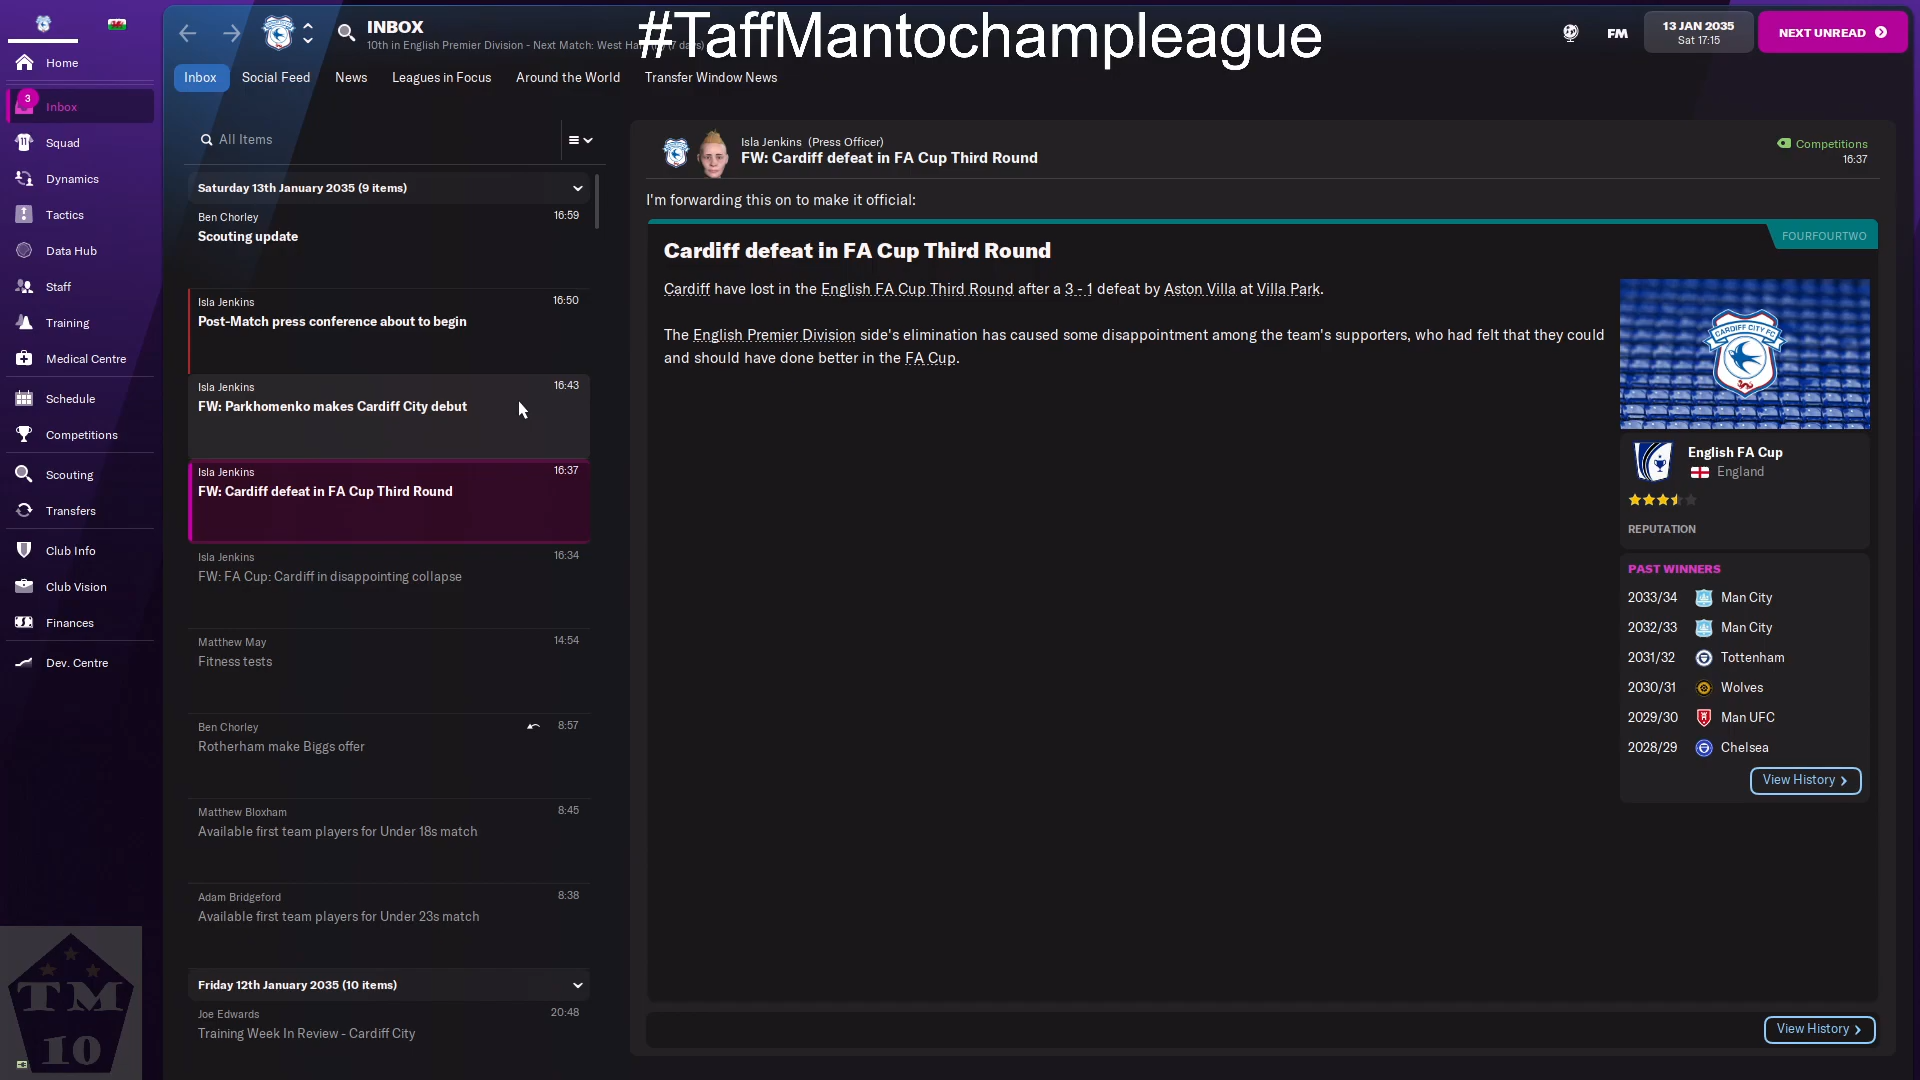 #TaffMantochampleague
INBOX
10th in English Premier Division - Next Match: West Ha
FM
13 JAN 2035
Sat 17:15
NEXT UNREAD
Inbox
Social Feed
News
Leagues in Focus
Around the World
Transfer Window News
Home
3
Inbox
Squad
Dynamics
Tactics
Data Hub
Staff
Training
Medical Centre
Schedule
Competitions
Scouting
Transfers
Club Info
Club Vision
Finances
Dev. Centre
TM
10
All Items
Saturday 13th January 2035 (9 items)
Ben Chorley 16:59
Scouting update
Isla Jenkins 16:50
Post-Match press conference about to begin
Isla Jenkins 16:43
FW: Parkhomenko makes Cardiff City debut
Isla Jenkins 16:37
FW: Cardiff defeat in FA Cup Third Round
Isla Jenkins 16:34
FW: FA Cup: Cardiff in disappointing collapse
Matthew May 14:54
Fitness tests
Ben Chorley 8:57
Rotherham make Biggs offer
Matthew Bloxham 8:45
Available first team players for Under 18s match
Adam Bridgeford 8:38
Available first team players for Under 23s match
Friday 12th January 2035 (10 items)
Joe Edwards 20:48
Training Week In Review - Cardiff City
Isla Jenkins (Press Officer)
FW: Cardiff defeat in FA Cup Third Round
Competitions
16:37
I'm forwarding this on to make it official:
FOURFOURTWO
Cardiff defeat in FA Cup Third Round
Cardiff have lost in the English FA Cup Third Round after a 3 - 1 defeat by Aston Villa at Villa Park.
The English Premier Division side's elimination has caused some disappointment among the team's supporters, who had felt that they could
and should have done better in the FA Cup.
CARDIFF CITY FC
English FA Cup
England
REPUTATION
PAST WINNERS
2033/34 Man City
2032/33 Man City
2031/32 Tottenham
2030/31 Wolves
2029/30 Man UFC
2028/29 Chelsea
View History
View History